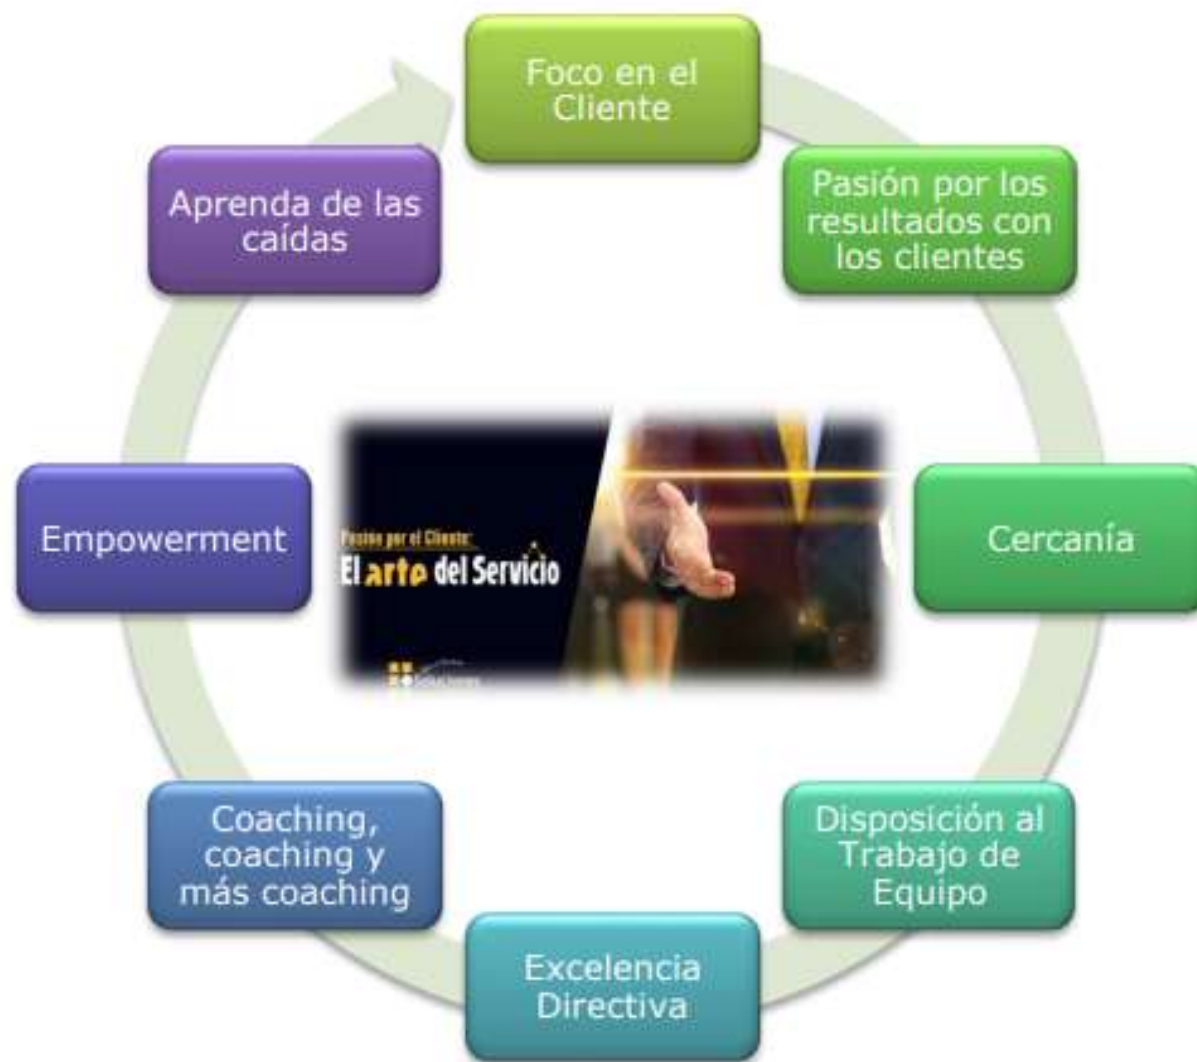 Foco en el
Cliente
Pasión por los
resultados con
los clientes
Cercanía
Disposición al
Trabajo de
Equipo
Excelencia
Directiva
Coaching,
coaching y
más coaching
Empowerment
Aprenda de las
caídas
Pasión por el Cliente:
El arte del Servicio
Soluciones